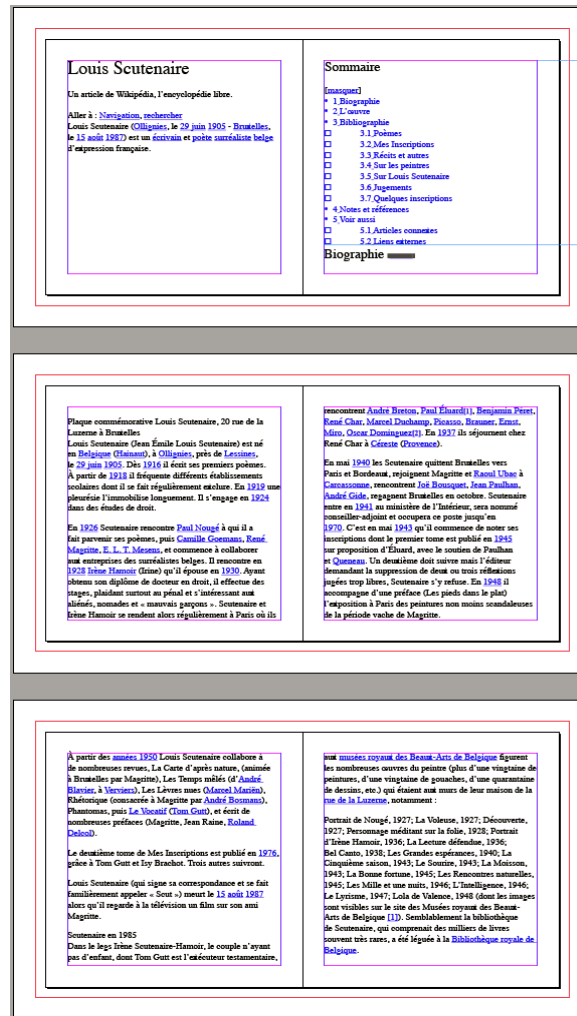 Louis Scutenaire
Un article de Wikipédia, l'encyclopédie libre.
Aller à : Navigation, rechercher
Louis Scutenaire (Ollignies, le 29 juin 1905 - Bruxelles,
le 15 août 1987) est un écrivain et poète surréaliste belge
d'expression française.
Sommaire
[masquer]
• 1 Biographie
• 2 L'œuvre
• 3 Bibliographie
3.1 Poèmes
3.2 Mes Inscriptions
3.3 Récits et autres
3.4 Sur les peintres
3.5 Sur Louis Scutenaire
3.6 Jugements
3.7 Quelques inscriptions
• 4 Notes et références
• 5 Voir aussi
5.1 Articles connexes
5.2 Liens externes
Biographie
Plaque commémorative Louis Scutenaire, 20 rue de la
Luzerne à Bruxelles
Louis Scutenaire (Jean Émile Louis Scutenaire) est né
en Belgique (Hainaut), à Ollignies, près de Lessines,
le 29 juin 1905. Dès 1916 il écrit ses premiers poèmes.
À partir de 1918 il fréquente différents établissements
scolaires dont il se fait régulièrement exclure. En 1919 une
pleurésie l'immobilise longuement. Il s'engage en 1924
dans des études de droit.
En 1926 Scutenaire rencontre Paul Nougé à qui il a
fait parvenir ses poèmes, puis Camille Goemans, René
Magritte, E. L. T. Mesens, et commence à collaborer
aux entreprises des surréalistes belges. Il rencontre en
1928 Irène Hamoir (Irine) qu'il épouse en 1930. Ayant
obtenu son diplôme de docteur en droit, il effectue des
stages, plaidant surtout au pénal et s'intéressant aux
aliénés, nomades et « mauvais garçons ». Scutenaire et
Irène Hamoir se rendent alors régulièrement à Paris où ils
rencontrent André Breton, Paul Éluard[1], Benjamin Péret,
René Char, Marcel Duchamp, Picasso, Brauner, Ernst,
Miro, Oscar Dominguez[2]. En 1937 ils séjournent chez
René Char à Céreste (Provence).
En mai 1940 les Scutenaire quittent Bruxelles vers
Paris et Bordeaux, rejoignent Magritte et Raoul Ubac à
Carcassonne, rencontrent Joë Bousquet, Jean Paulhan,
André Gide, regagnent Bruxelles en octobre. Scutenaire
entre en 1941 au ministère de l'Intérieur, sera nommé
conseiller-adjoint et occupera ce poste jusqu'en
1970. C'est en mai 1943 qu'il commence de noter ses
inscriptions dont le premier tome est publié en 1945
sur proposition d'Éluard, avec le soutien de Paulhan
et Queneau. Un deuxième doit suivre mais l'éditeur
demandant la suppression de deux ou trois réflexions
jugées trop libres, Scutenaire s'y refuse. En 1948 il
accompagne d'une préface (Les pieds dans le plat)
l'exposition à Paris des peintures non moins scandaleuses
de la période vache de Magritte.
À partir des années 1950 Louis Scutenaire collabore à
de nombreuses revues, La Carte d'après nature, (animée
à Bruxelles par Magritte), Les Temps mêlés (d'André
Blavier, à Verviers), Les Lèvres nues (Marcel Mariën),
Rhétorique (consacrée à Magritte par André Bosmans),
Phantomas, puis Le Vocatif (Tom Gutt), et écrit de
nombreuses préfaces (Magritte, Jean Raine, Roland
Delcol).
Le deuxième tome de Mes Inscriptions est publié en 1976,
grâce à Tom Gutt et Isy Brachot. Trois autres suivront.
Louis Scutenaire (qui signe sa correspondance et se fait
familièrement appeler « Scut ») meurt le 15 août 1987
alors qu'il regarde à la télévision un film sur son ami
Magritte.
Scutenaire en 1985
Dans le legs Irène Scutenaire-Hamoir, le couple n'ayant
pas d'enfant, dont Tom Gutt est l'exécuteur testamentaire,
aux musées royaux des Beaux-Arts de Belgique figurent
les nombreuses œuvres du peintre (plus d'une vingtaine de
peintures, d'une vingtaine de gouaches, d'une quarantaine
de dessins, etc.) qui étaient aux murs de leur maison de la
rue de la Luzerne, notamment :
Portrait de Nougé, 1927; La Voleuse, 1927; Découverte,
1927; Personnage méditant sur la folie, 1928; Portrait
d'Irène Hamoir, 1936; La Lecture défendue, 1936;
Bel Canto, 1938; Les Grandes espérances, 1940; La
Cinquième saison, 1943; Le Sourire, 1943; La Moisson,
1943; La Bonne fortune, 1945; Les Rencontres naturelles,
1945; Les Mille et une nuits, 1946; L'Intelligence, 1946;
Le Lyrisme, 1947; Lola de Valence, 1948 (dont les images
sont visibles sur le site des Musées royaux des Beaux-
Arts de Belgique [1]). Semblablement la bibliothèque
de Scutenaire, qui comprenait des milliers de livres
souvent très rares, a été léguée à la Bibliothèque royale de
Belgique.